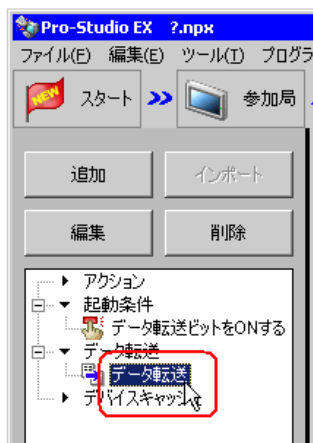 Pro-Studio EX ?.npx
ファイル(F) 編集(E) ツール(T) プログラ
NEW スタート » 参加局
追加 インポート
編集 削除
アクション
起動条件
データ転送ビットをONする
データ転送
データ転送
デバイスキャッシュ